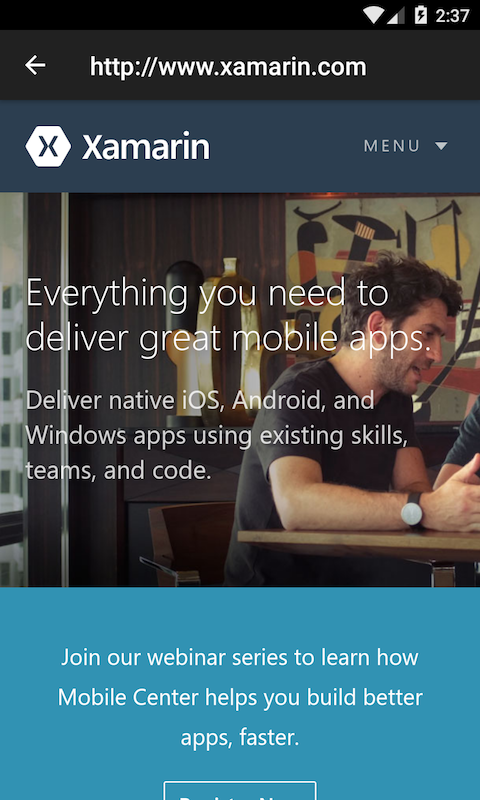 2:37
http://www.xamarin.com
Xamarin
MENU
Everything you need to
deliver great mobile apps.
Deliver native iOS, Android, and
Windows apps using existing skills,
teams, and code.
Join our webinar series to learn how
Mobile Center helps you build better
apps, faster.